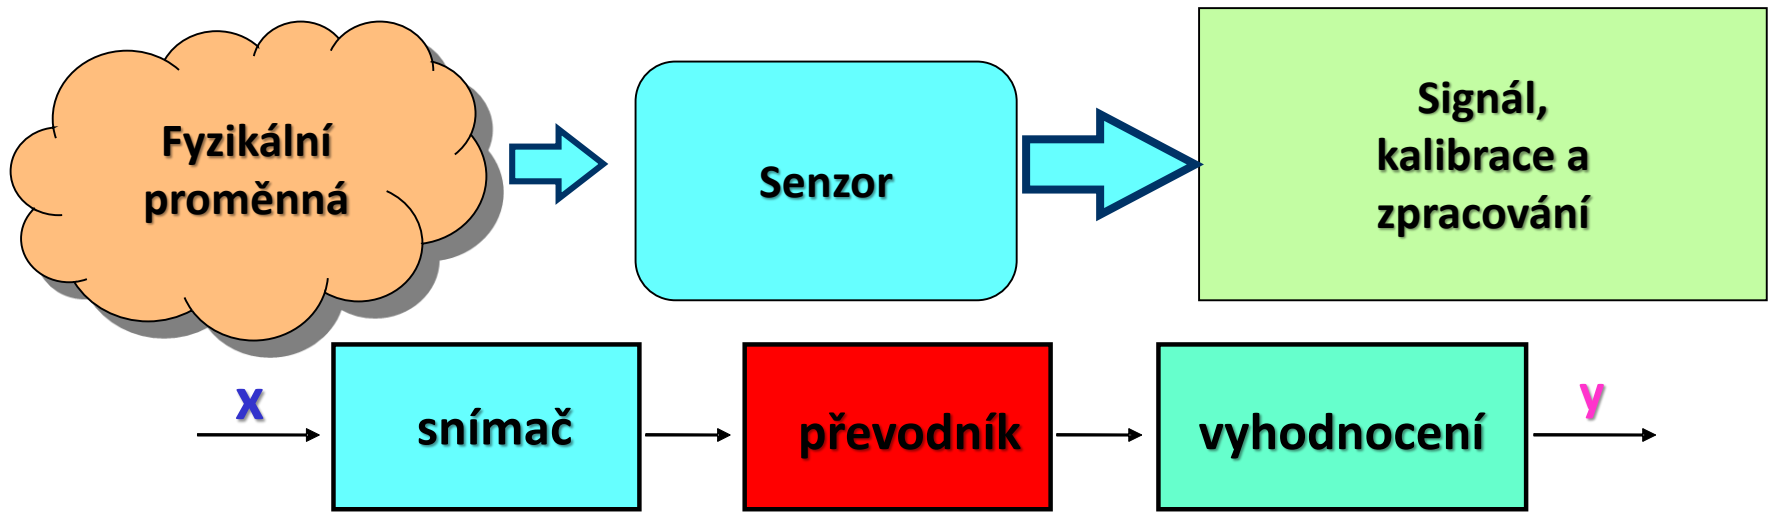 Fyzikální
proměnná
Senzor
Signál,
kalibrace a
zpracování
x
snímač
převodník
vyhodnocení
y